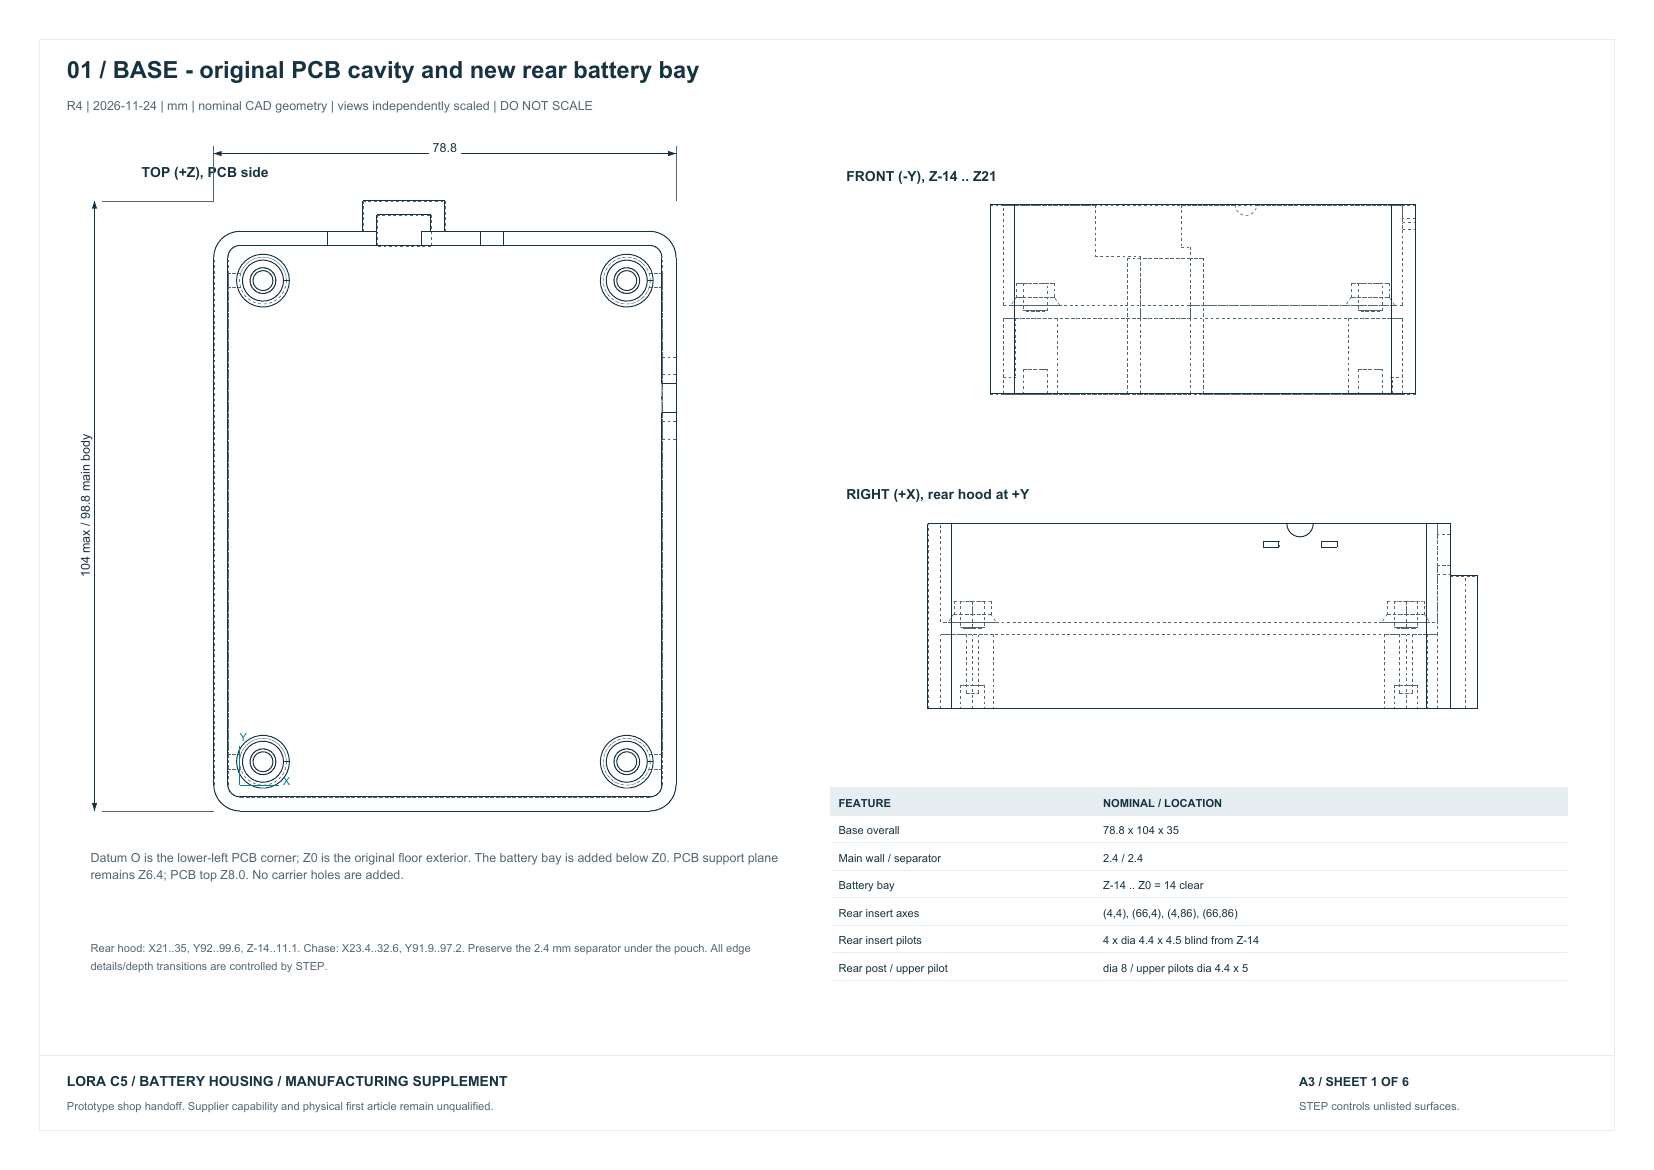 01 / BASE - original PCB cavity and new rear battery bay
R4 | 2026-11-24 | mm | nominal CAD geometry | views independently scaled | DO NOT SCALE
78.8
TOP (+Z), PCB side
104 max / 98.8 main body
Y
X
Datum O is the lower-left PCB corner; Z0 is the original floor exterior. The battery bay is added below Z0. PCB support plane
remains Z6.4; PCB top Z8.0. No carrier holes are added.
Rear hood: X21..35, Y92..99.6, Z-14..11.1. Chase: X23.4..32.6, Y91.9..97.2. Preserve the 2.4 mm separator under the pouch. All edge
details/depth transitions are controlled by STEP.
FRONT (-Y), Z-14 .. Z21
RIGHT (+X), rear hood at +Y
FEATURE NOMINAL / LOCATION
Base overall 78.8 x 104 x 35
Main wall / separator 2.4 / 2.4
Battery bay Z-14 .. Z0 = 14 clear
Rear insert axes (4,4), (66,4), (4,86), (66,86)
Rear insert pilots 4 x dia 4.4 x 4.5 blind from Z-14
Rear post / upper pilot dia 8 / upper pilots dia 4.4 x 5
LORA C5 / BATTERY HOUSING / MANUFACTURING SUPPLEMENT
Prototype shop handoff. Supplier capability and physical first article remain unqualified.
A3 / SHEET 1 OF 6
STEP controls unlisted surfaces.